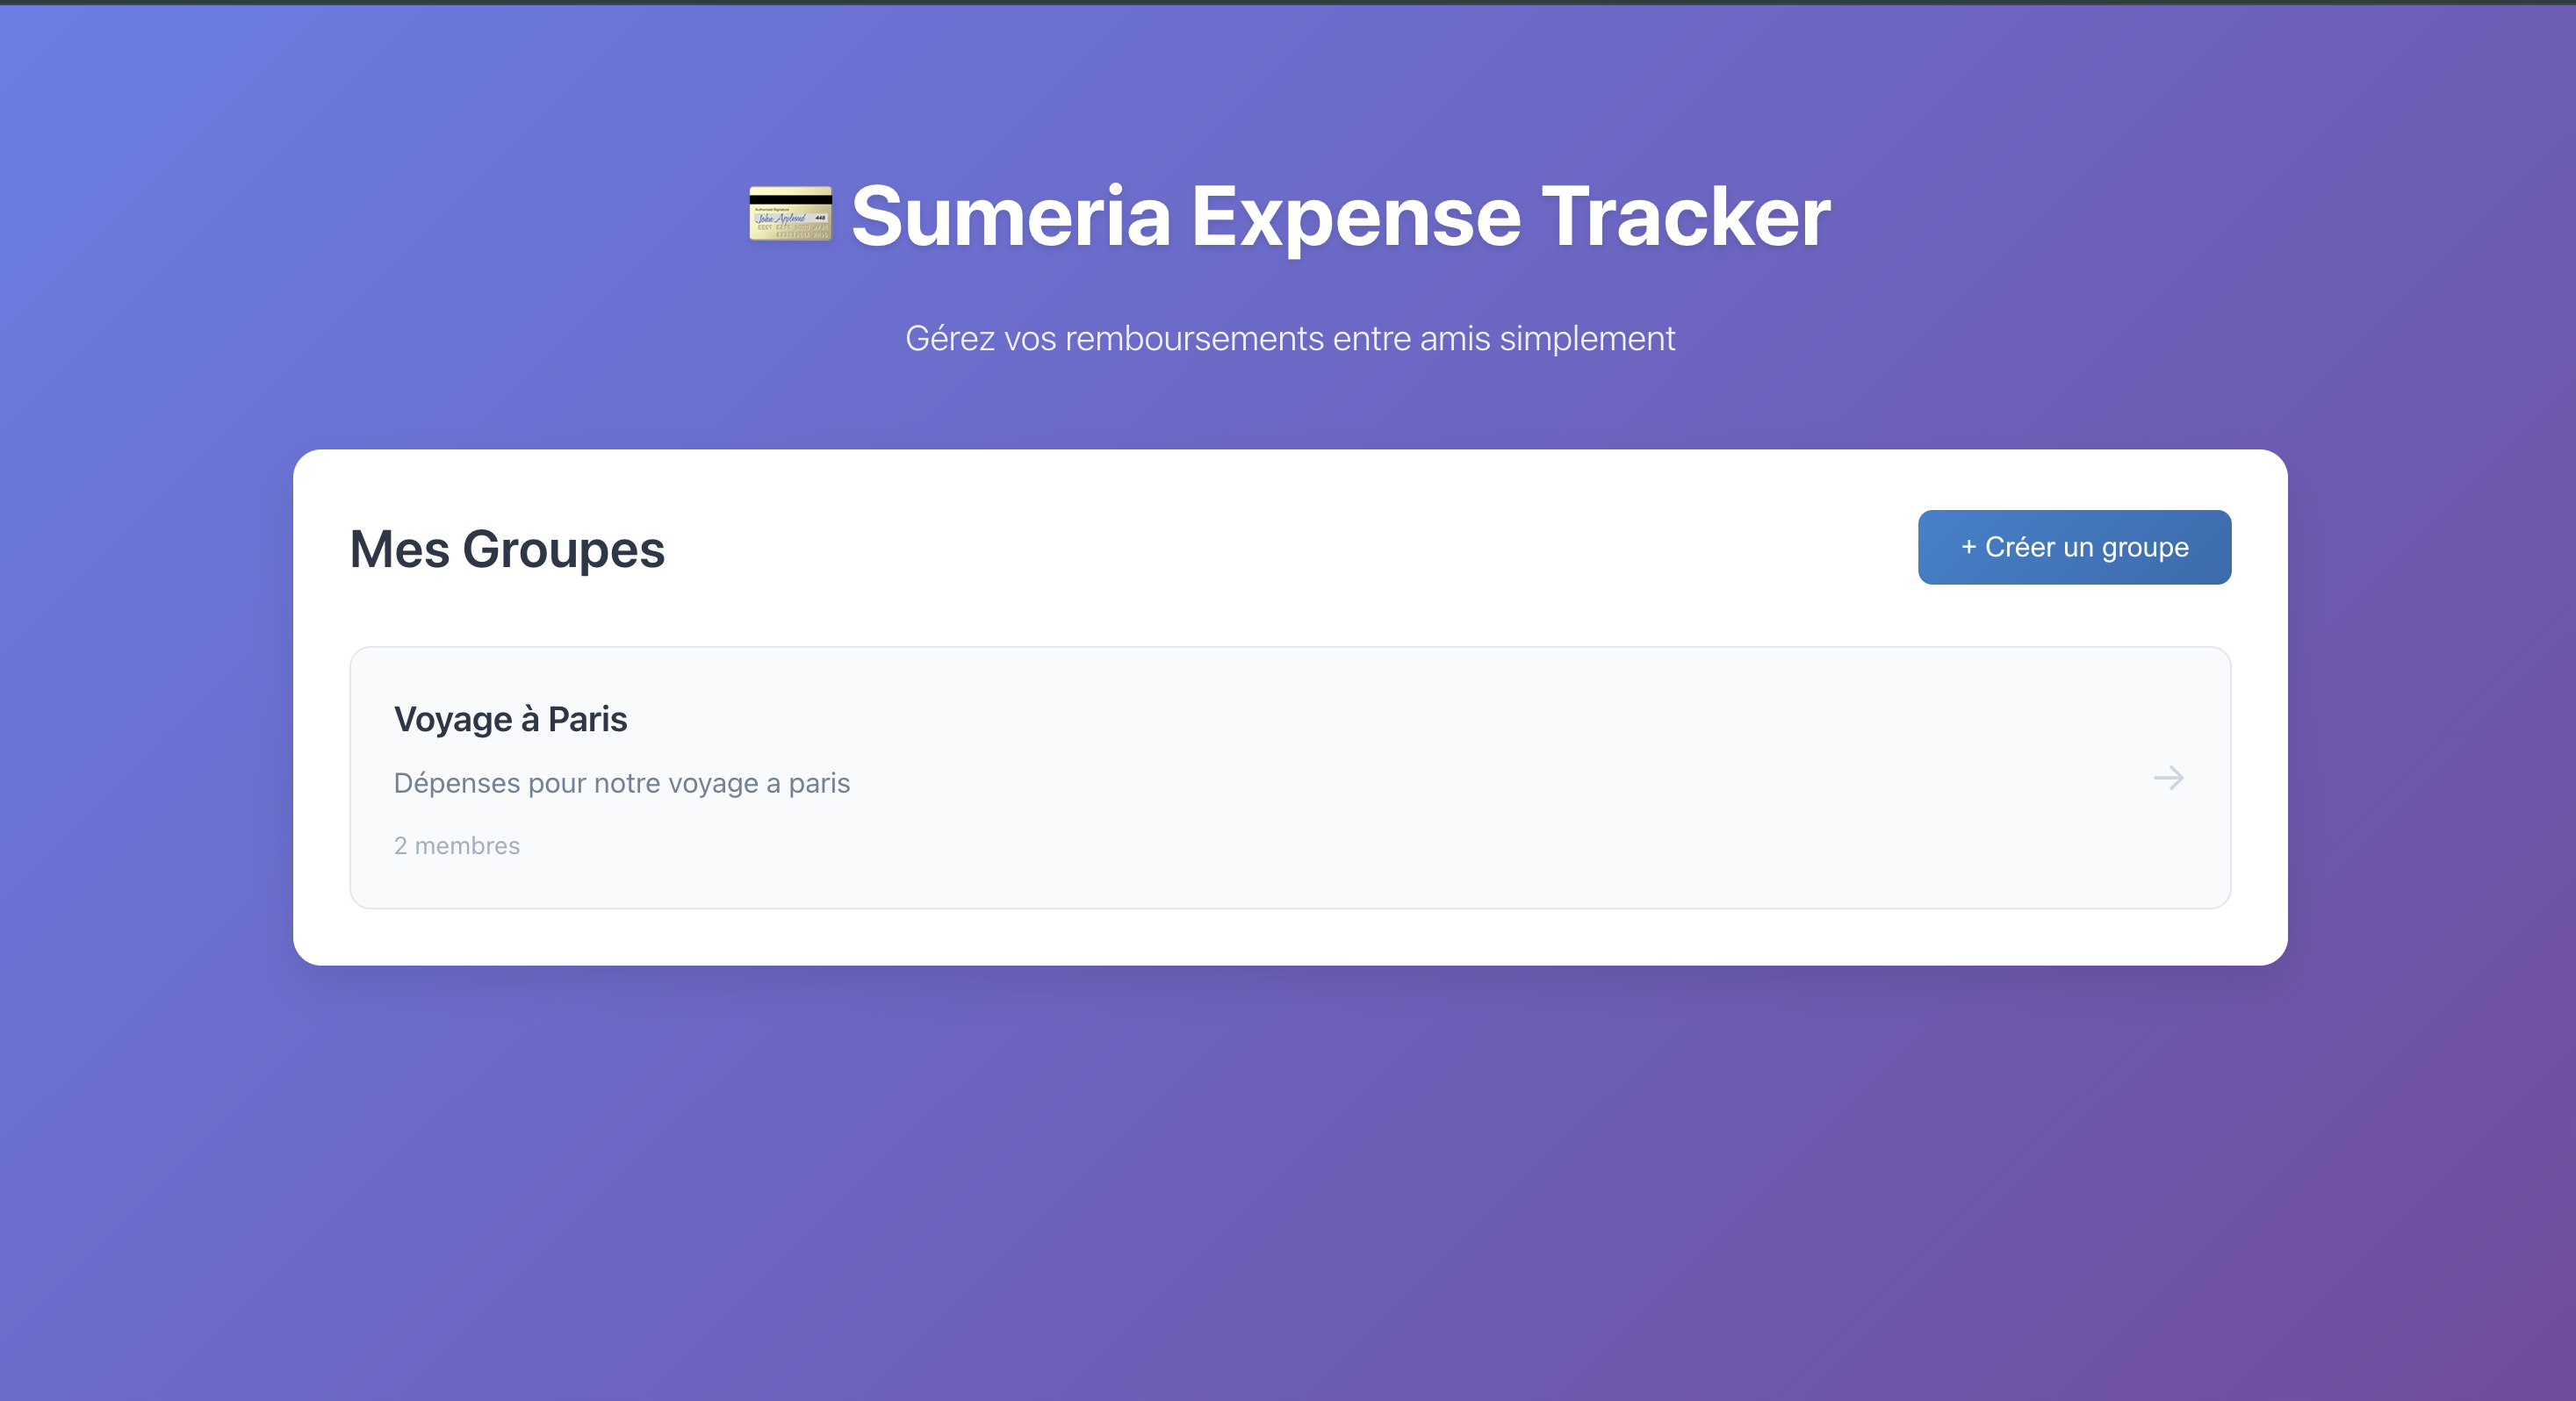 Sumeria Expense Tracker
Gérez vos remboursements entre amis simplement
Mes Groupes
+ Créer un groupe
Voyage à Paris
Dépenses pour notre voyage a paris
2 membres